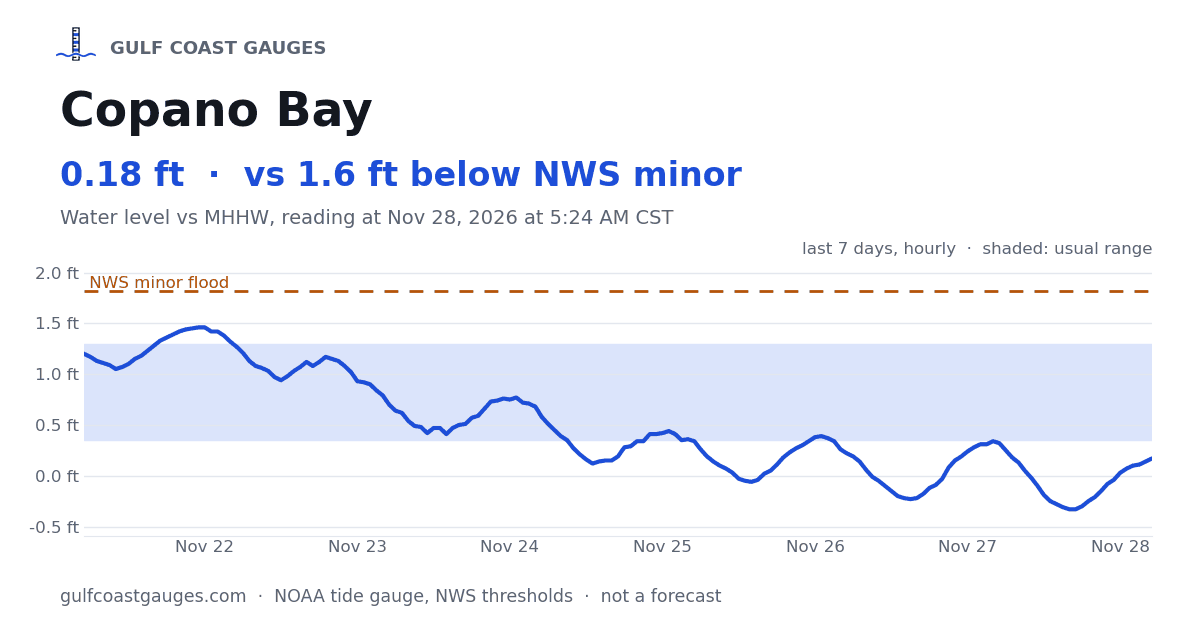 GULF COAST GAUGES
Copano Bay
0.18 ft · vs 1.6 ft below NWS minor
Water level vs MHHW, reading at Nov 28, 2026 at 5:24 AM CST
last 7 days, hourly · shaded: usual range
2.0 ft
NWS minor flood
1.5 ft
1.0 ft
0.5 ft
0.0 ft
-0.5 ft
Nov 22 Nov 23 Nov 24 Nov 25 Nov 26 Nov 27 Nov 28
gulfcoastgauges.com · NOAA tide gauge, NWS thresholds · not a forecast